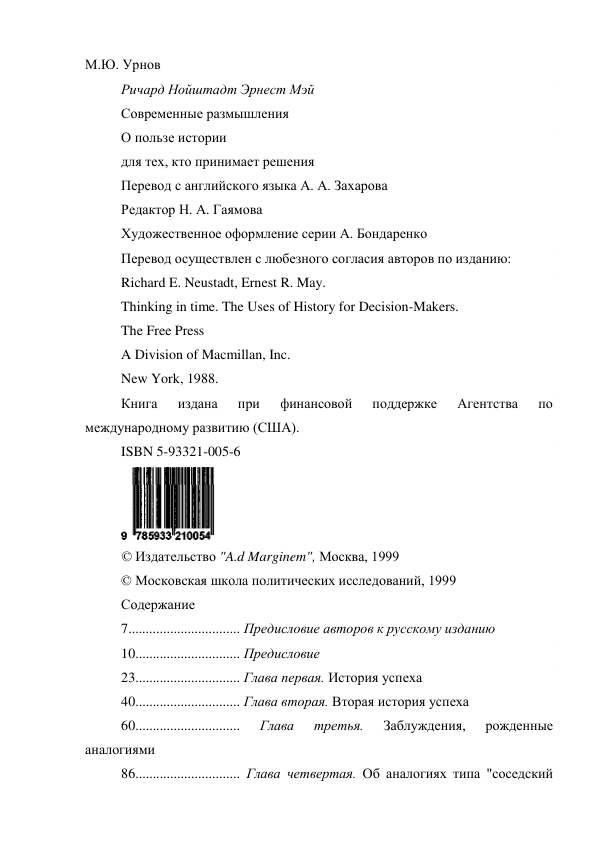 М.Ю. Урнов
Ричард Нойштадт Эрнест Мэй
Современные размышления
О пользе истории
для тех, кто принимает решения
Перевод с английского языка А. А. Захарова
Редактор Н. А. Гаямова
Художественное оформление серии А. Бондаренко
Перевод осуществлен с любезного согласия авторов по изданию:
Richard E. Neustadt, Ernest R. May.
Thinking in time. The Uses of History for Decision-Makers.
The Free Press
A Division of Macmillan, Inc.
New York, 1988.
Книга издана при финансовой поддержке Агентства по
международному развитию (США).
ISBN 5-93321-005-6
9 785933 210054
© Издательство "A.d Marginem", Москва, 1999
© Московская школа политических исследований, 1999
Содержание
7................................ Предисловие авторов к русскому изданию
10.............................. Предисловие
23.............................. Глава первая. История успеха
40.............................. Глава вторая. Вторая история успеха
60.............................. Глава третья. Заблуждения, рожденные
аналогиями
86.............................. Глава четвертая. Об аналогиях типа "соседский